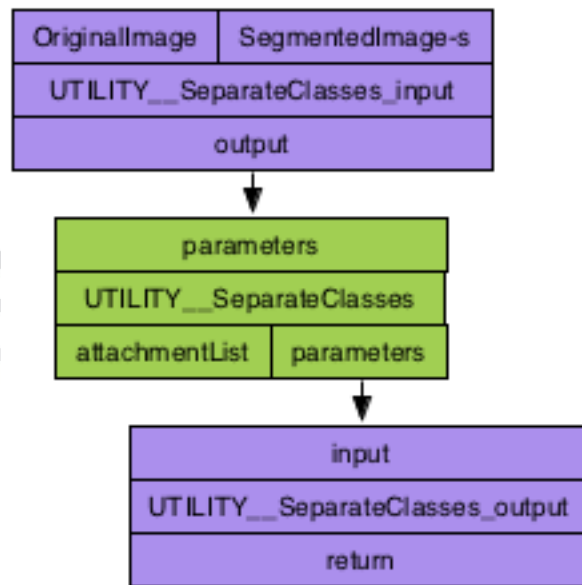 OriginalImage SegmentedImage-s
UTILITY__SeparateClasses_input
output
parameters
UTILITY__SeparateClasses
attachmentList parameters
input
UTILITY__SeparateClasses_output
return